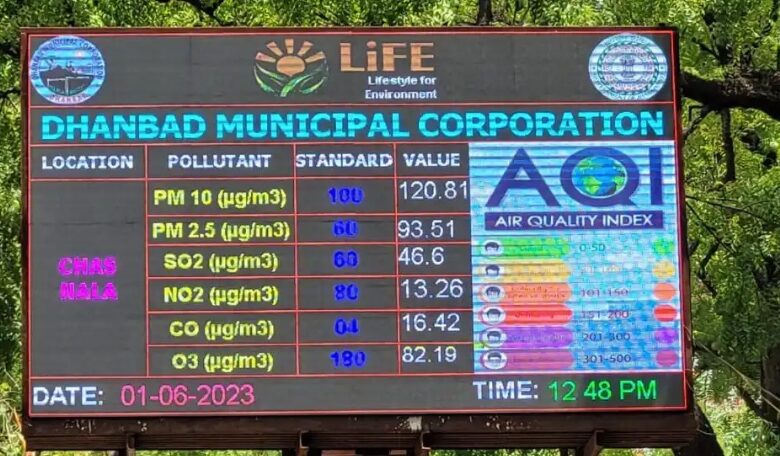 LiFE
Lifestyle for
Environment
DHANBAD MUNICIPAL CORPORATION
LOCATION POLLUTANT STANDARD VALUE
PM 10 (µg/m3) 100 120.81
PM 2.5 (µg/m3) 60 93.51
CHAS
NALA
SO2 (µg/m3) 60 46.6
NO2 (µg/m3) 80 13.26
CO (µg/m3) 04 16.42
O3 (µg/m3) 180 82.19
AQI
AIR QUALITY INDEX
0-50
101-150
151-200
201-300
301-500
DATE: 01-06-2023
TIME: 12 48 PM